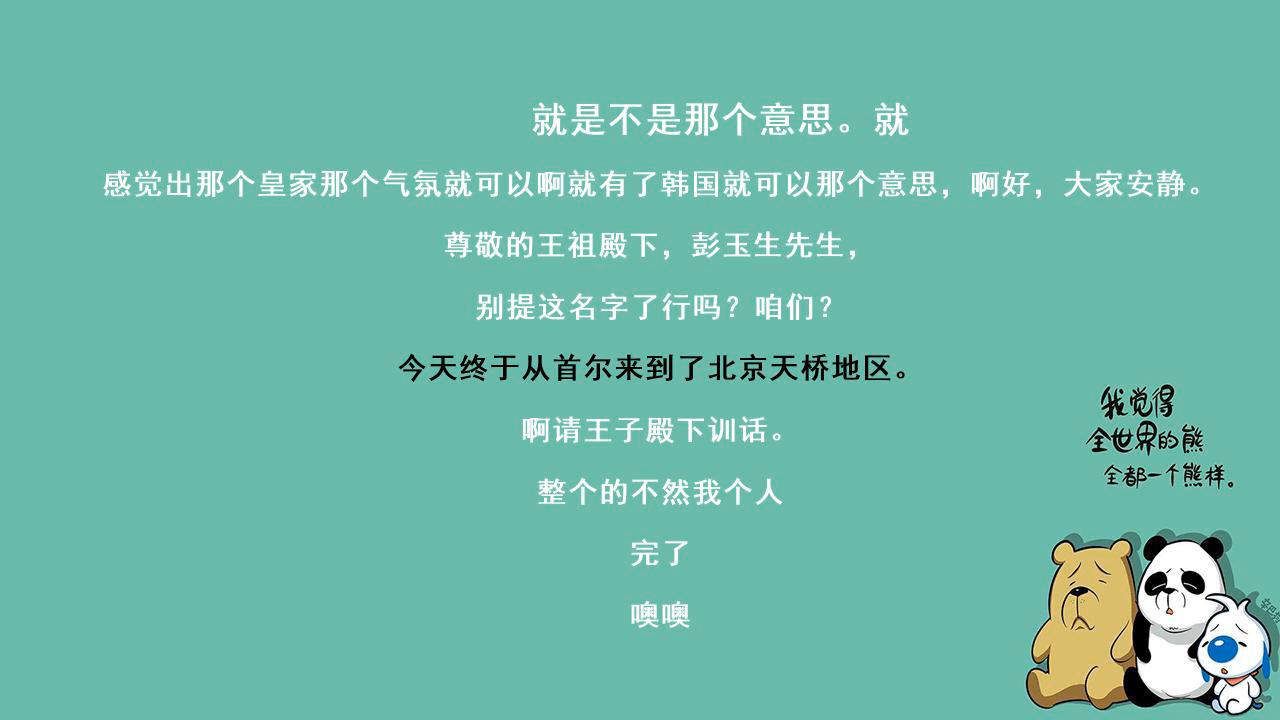 就是不是那个意思。就
感觉出那个皇家那个气氛就可以啊就有了韩国就可以那个意思，啊好，大家安静。
尊敬的王祖殿下，彭玉生先生，
别提这名字了行吗？咱们？
今天终于从首尔来到了北京天桥地区。
啊请王子殿下训话。
整个的不然我个人
完了
噢噢
我觉得
全世界的熊
全都一个熊样。